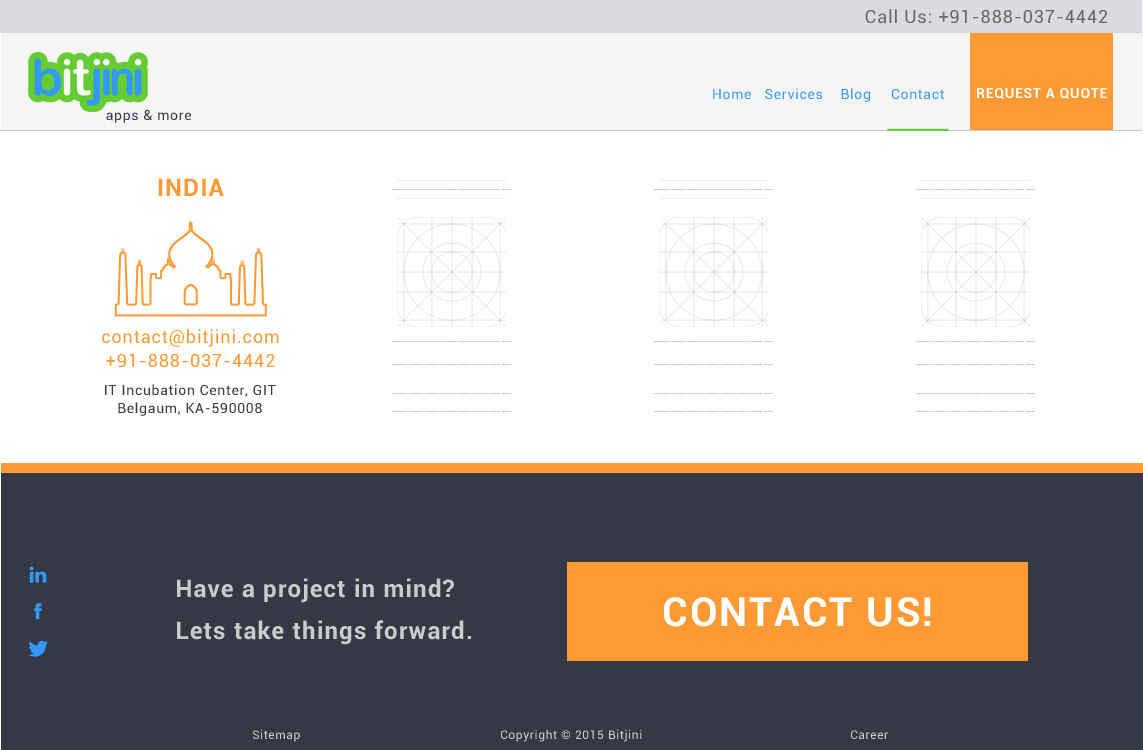 Call Us: +91-888-037-4442
bitjini
apps & more
Home Services Blog Contact REQUEST A QUOTE
INDIA
contact@bitjini.com
+91-888-037-4442
IT Incubation Center, GIT
Belgaum, KA-590008
in
f
Have a project in mind?
Lets take things forward.
CONTACT US!
Sitemap Copyright © 2015 Bitjini Career